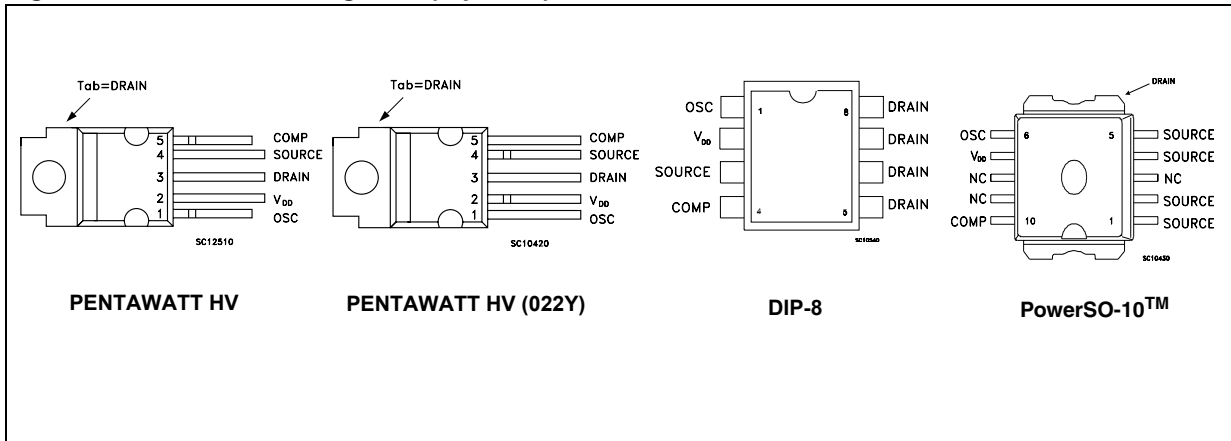 Tab=DRAIN
5 COMP
4 SOURCE
3 DRAIN
2 VDD
1 OSC
SC12510
PENTAWATT HV
Tab=DRAIN
5 COMP
4 SOURCE
3 DRAIN
2 VDD
1 OSC
SC10420
PENTAWATT HV (022Y)
OSC 1 8 DRAIN
VDD DRAIN
SOURCE DRAIN
COMP 4 5 DRAIN
SC10540
DIP-8
DRAIN
OSC 6 5 SOURCE
VDD SOURCE
NC NC
NC SOURCE
COMP 10 1 SOURCE
SC10430
PowerSO-10TM